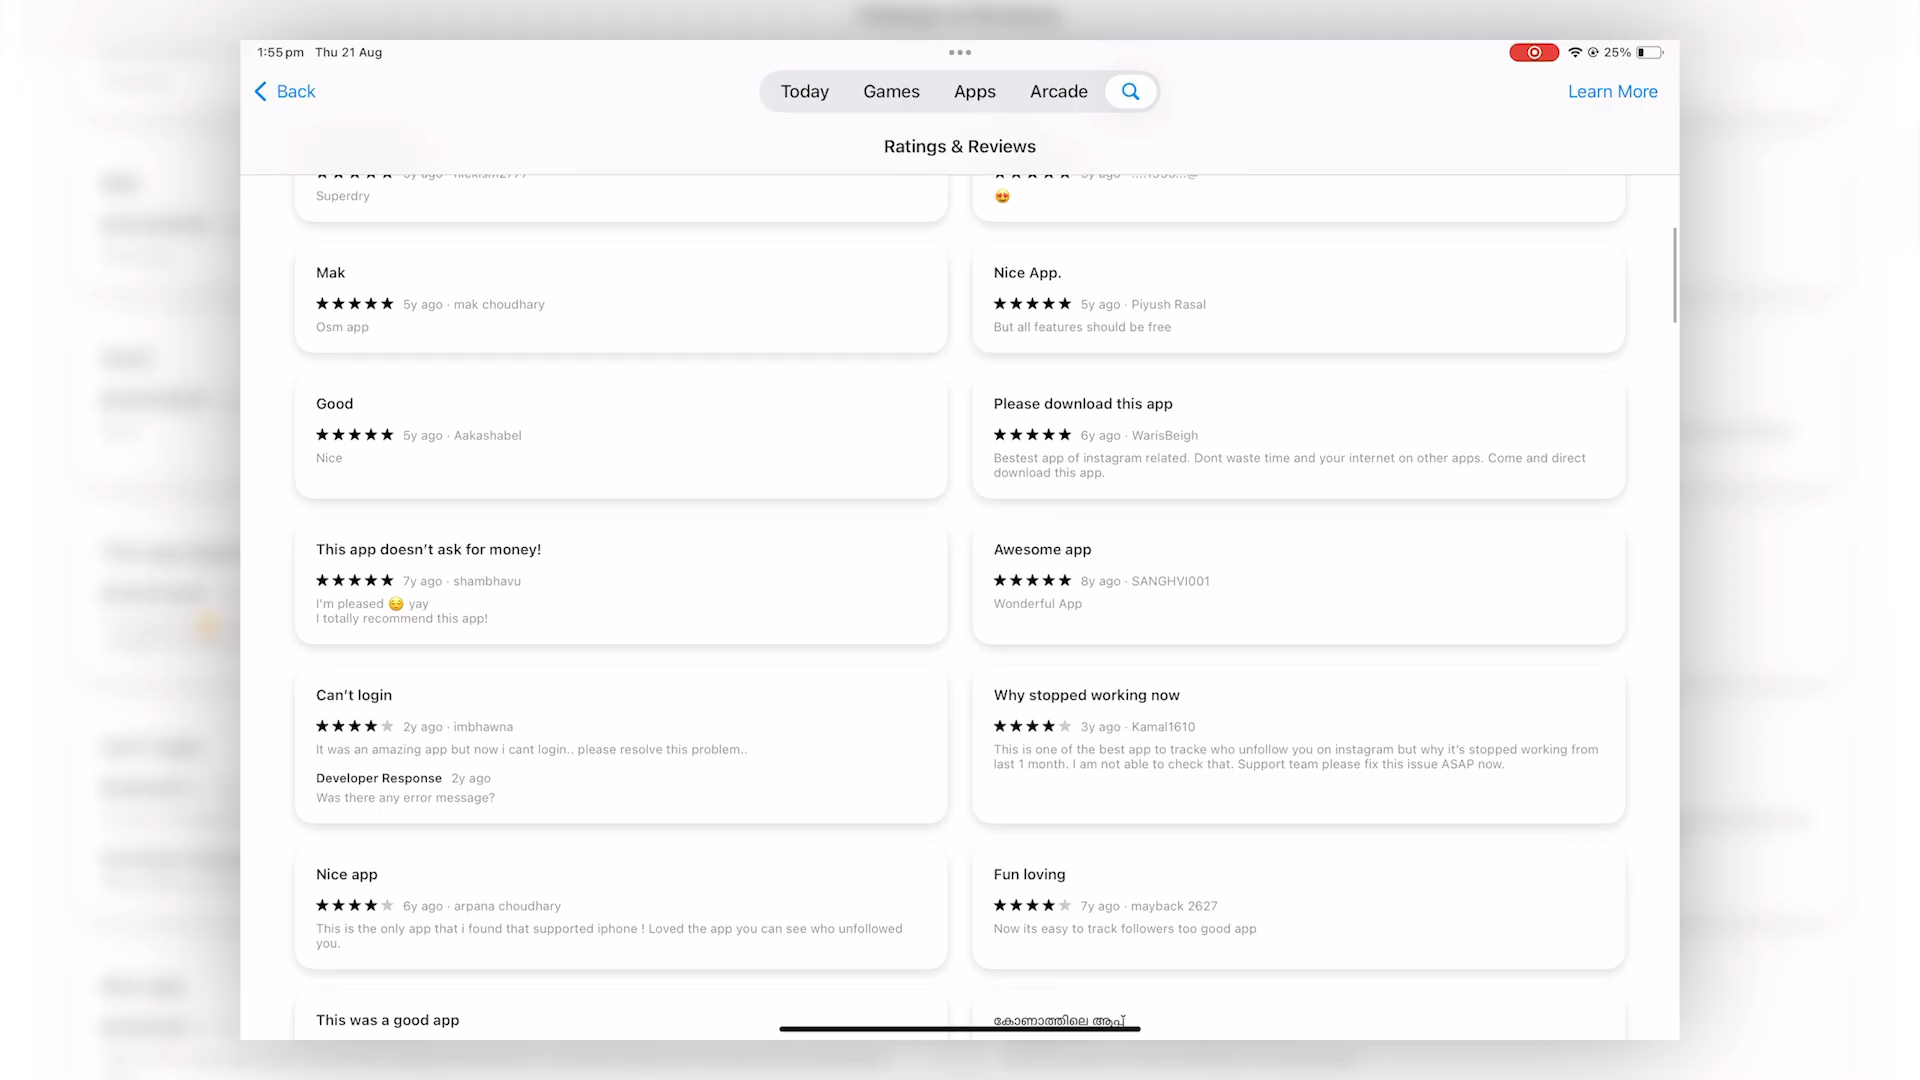 1:55 pm Thu 21 Aug
25%
Back
Today Games Apps Arcade
Learn More
Ratings & Reviews
Superdry
😍
Mak
★★★★★ 5y ago · mak choudhary
Osm app
Nice App.
★★★★★ 5y ago · Piyush Rasal
But all features should be free
Good
★★★★★ 5y ago · Aakashabel
Nice
Please download this app
★★★★★ 6y ago · WarisBeigh
Bestest app of instagram related. Dont waste time and your internet on other apps. Come and direct
download this app.
This app doesn't ask for money!
★★★★★ 7y ago · shambhavu
I'm pleased 😌 yay
I totally recommend this app!
Awesome app
★★★★★ 8y ago · SANGHVI001
Wonderful App
Can't login
★★★★☆ 2y ago · imbhawna
It was an amazing app but now i cant login.. please resolve this problem..
Developer Response 2y ago
Was there any error message?
Why stopped working now
★★★★☆ 3y ago · Kamal1610
This is one of the best app to tracke who unfollow you on instagram but why it's stopped working from
last 1 month. I am not able to check that. Support team please fix this issue ASAP now.
Nice app
★★★★☆ 6y ago · arpana choudhary
This is the only app that i found that supported iphone ! Loved the app you can see who unfollowed
you.
Fun loving
★★★★☆ 7y ago · mayback 2627
Now its easy to track followers too good app
This was a good app
കോണാത്തിലെ ആപ്പ്